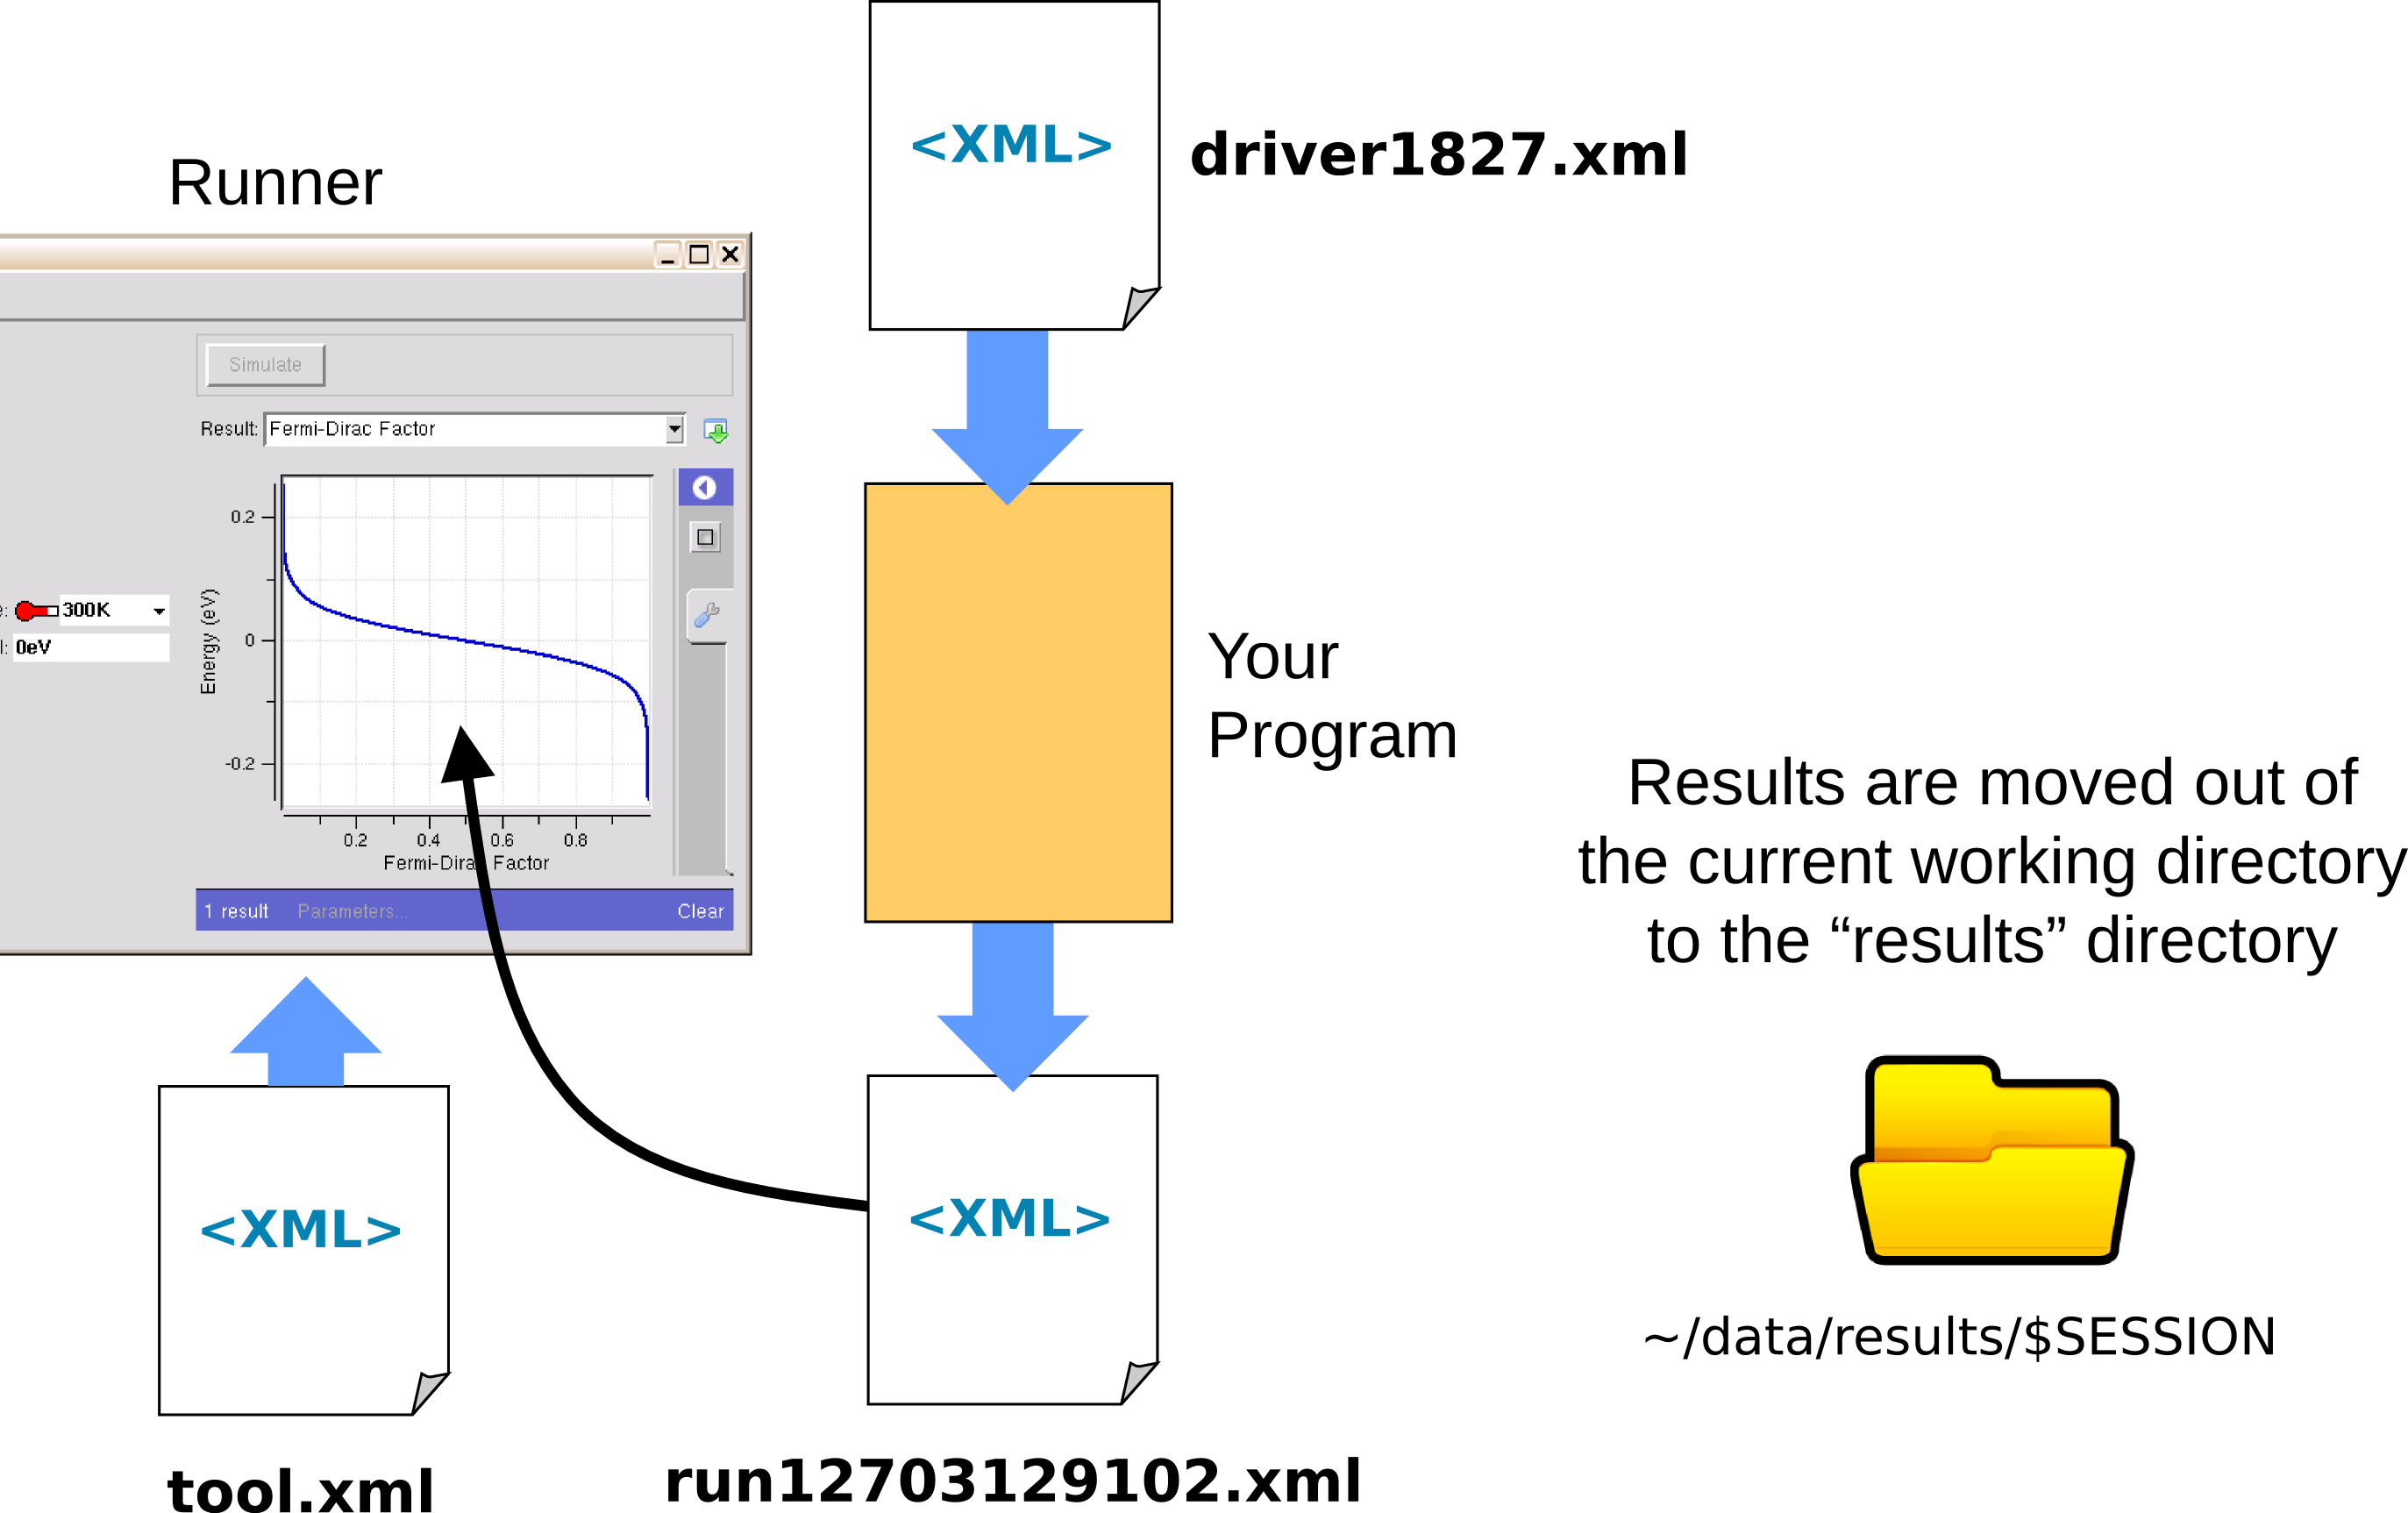 <XML>
driver1827.xml
Runner
Simulate
Result: Fermi-Dirac Factor
0.2
0
-0.2
Energy (eV)
0.2 0.4 0.6 0.8
Fermi-Dirac Factor
e: 300K
l: 0eV
1 result Parameters... Clear
Your
Program
Results are moved out of
the current working directory
to the “results” directory
~/data/results/$SESSION
<XML>
tool.xml
<XML>
run12703129102.xml